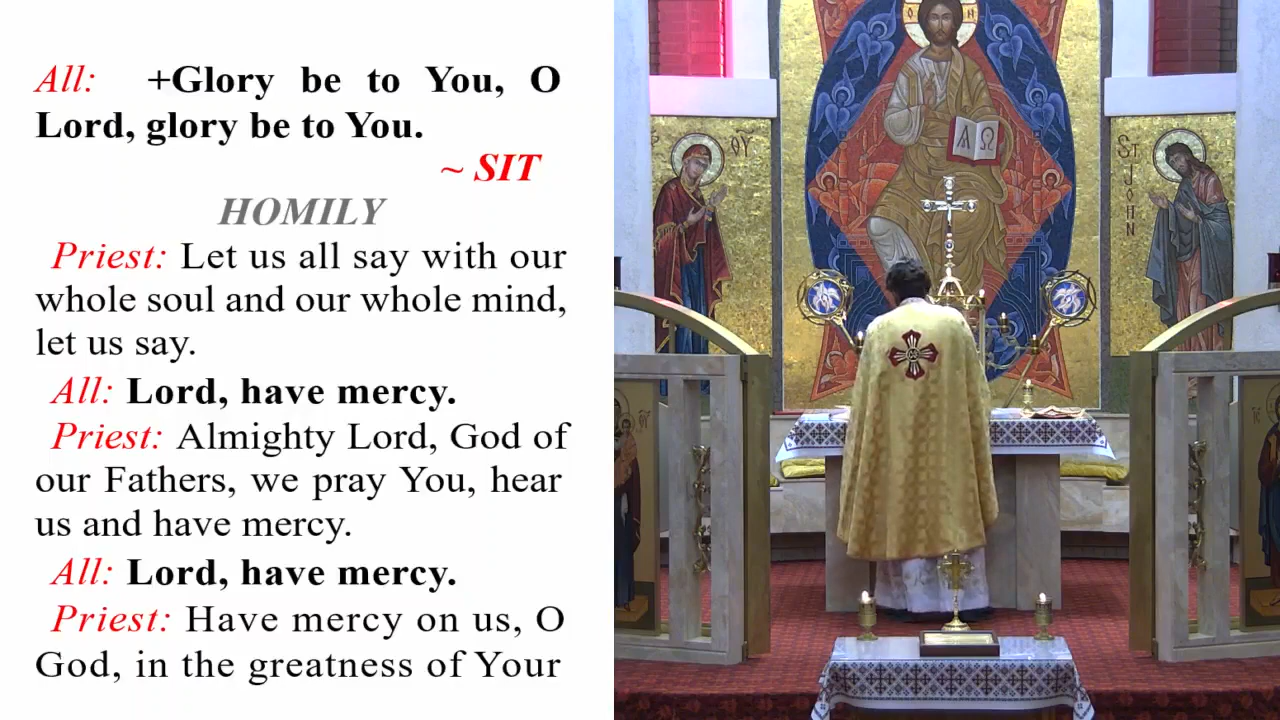 All: +Glory be to You, O
Lord, glory be to You.
~ SIT
HOMILY
Priest: Let us all say with our
whole soul and our whole mind,
let us say.
All: Lord, have mercy.
Priest: Almighty Lord, God of
our Fathers, we pray You, hear
us and have mercy.
All: Lord, have mercy.
Priest: Have mercy on us, O
God, in the greatness of Your
Ο Η
Α Ω
ΟΥ
ST
JOHN